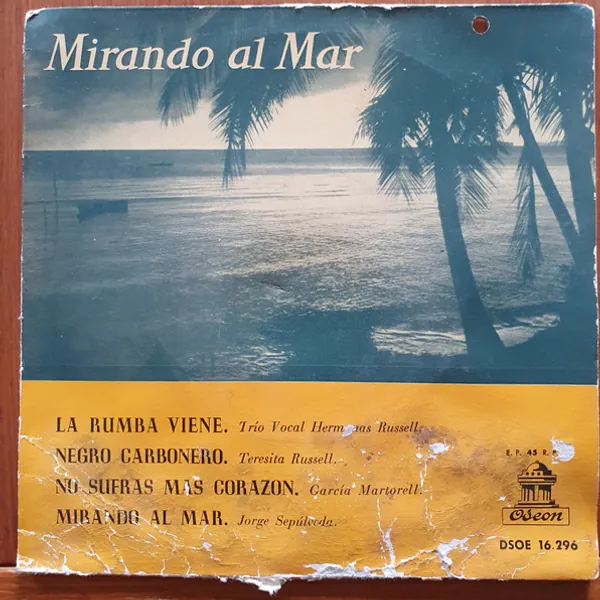 Mirando al Mar
LA RUMBA VIENE. Trío Vocal Hermanas Russell.
NEGRO CARBONERO. Teresita Russell.
NO SUFRAS MAS CORAZON. García Martorell.
MIRANDO AL MAR. Jorge Sepúlveda.
E. P. 45 R. P.
Odeon
DSOE 16.296